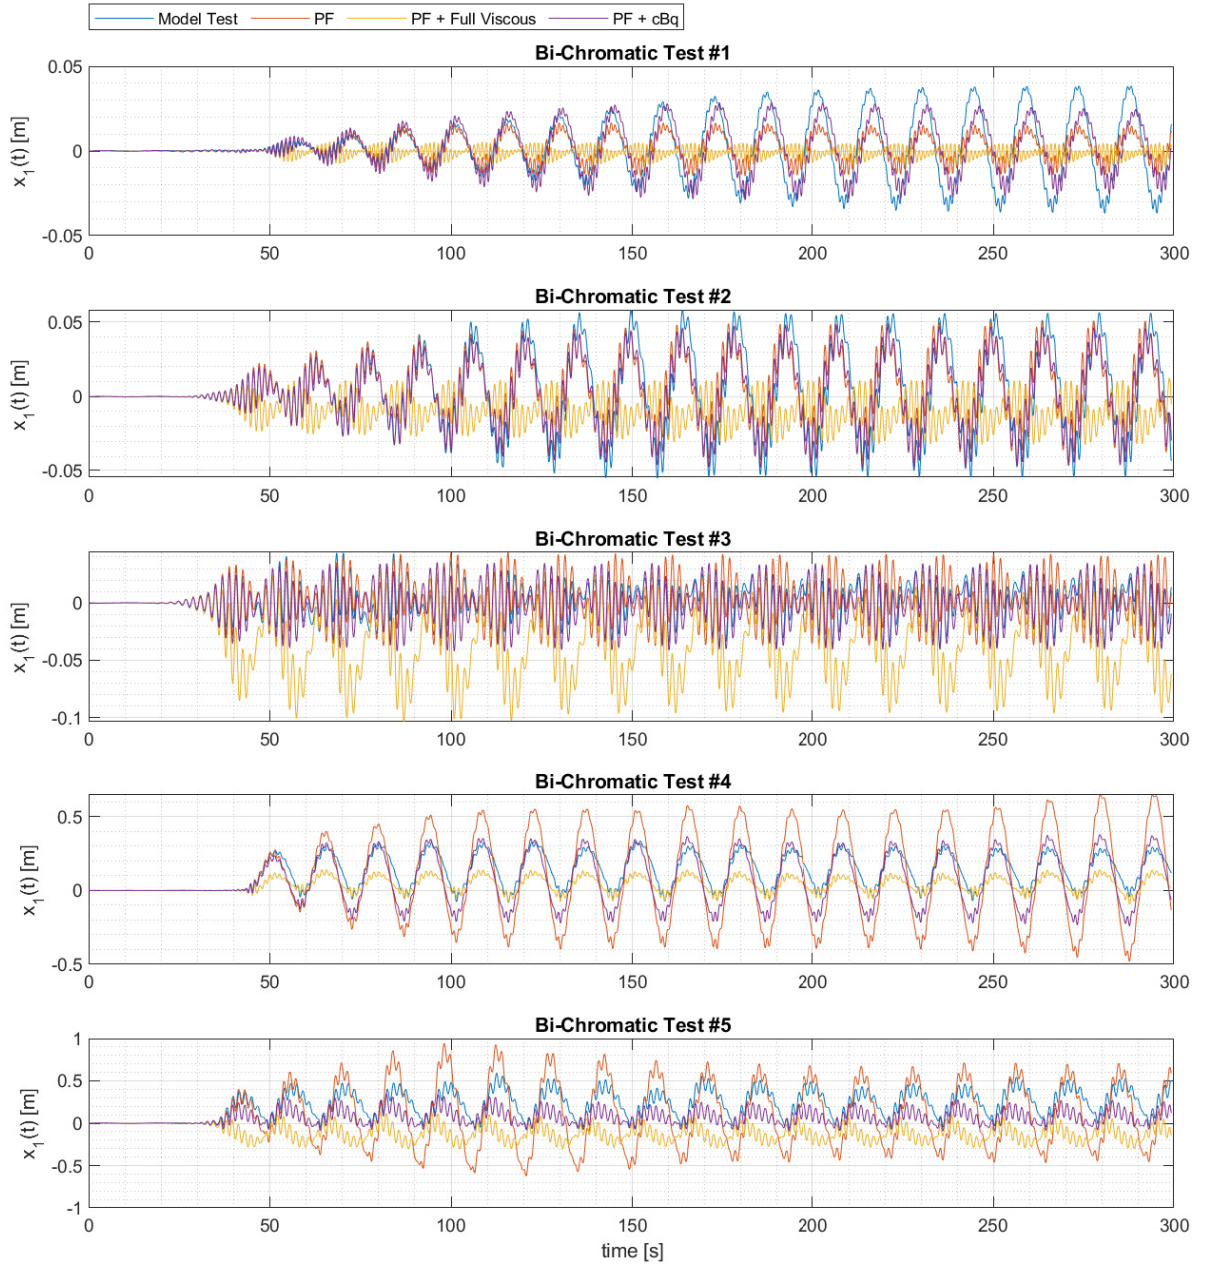 Model Test PF PF + Full Viscous PF + cBq
Bi-Chromatic Test #1
0.05
0
-0.05
x1(t) [m]
0 50 100 150 200 250 300
Bi-Chromatic Test #2
0.05
0
-0.05
x1(t) [m]
0 50 100 150 200 250 300
Bi-Chromatic Test #3
0
-0.05
-0.1
x1(t) [m]
0 50 100 150 200 250 300
Bi-Chromatic Test #4
0.5
0
-0.5
x1(t) [m]
0 50 100 150 200 250 300
Bi-Chromatic Test #5
1
0.5
0
-0.5
-1
x1(t) [m]
0 50 100 150 200 250 300
time [s]